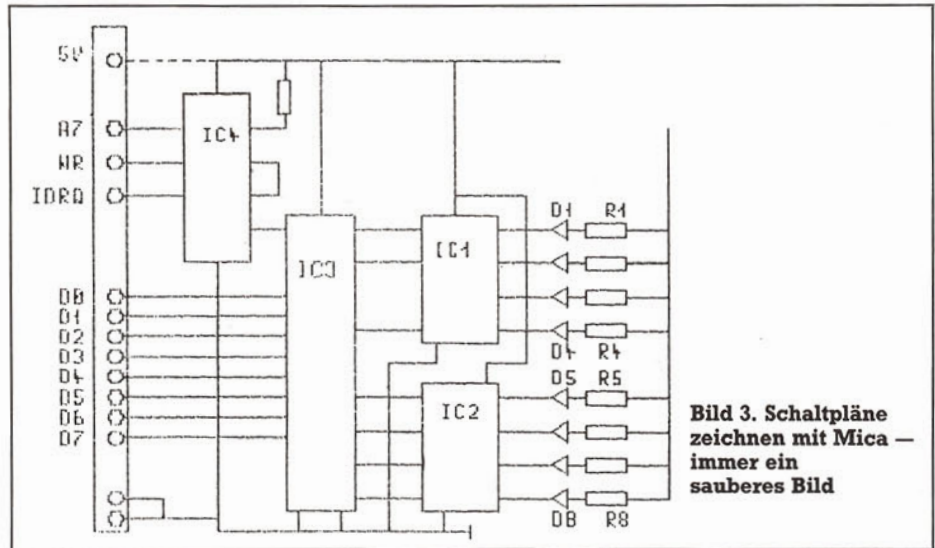 5V
A7
WR
IORQ
IC4
D1 R1
IC1
IC3
D0
D1
D2
D3
D4
D5
D6
D7
D4 R4
D5 R5
IC2
D8 R8
Bild 3. Schaltpläne
zeichnen mit Mica —
immer ein
sauberes Bild